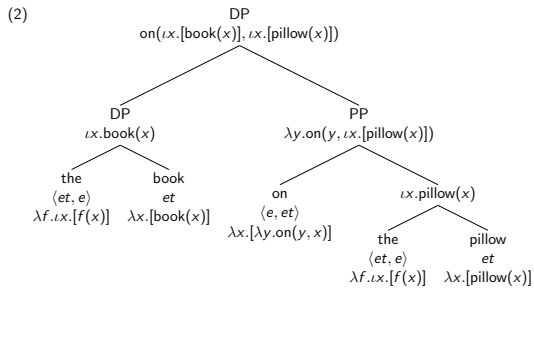 (2)
DP
on(ιx.[book(x)], ιx.[pillow(x)])
DP
ιx.book(x)
PP
λy.on(y, ιx.[pillow(x)])
the
⟨et, e⟩
λf.ιx.[f(x)]
book
et
λx.[book(x)]
on
⟨e, et⟩
λx.[λy.on(y, x)]
ιx.pillow(x)
the
⟨et, e⟩
λf.ιx.[f(x)]
pillow
et
λx.[pillow(x)]